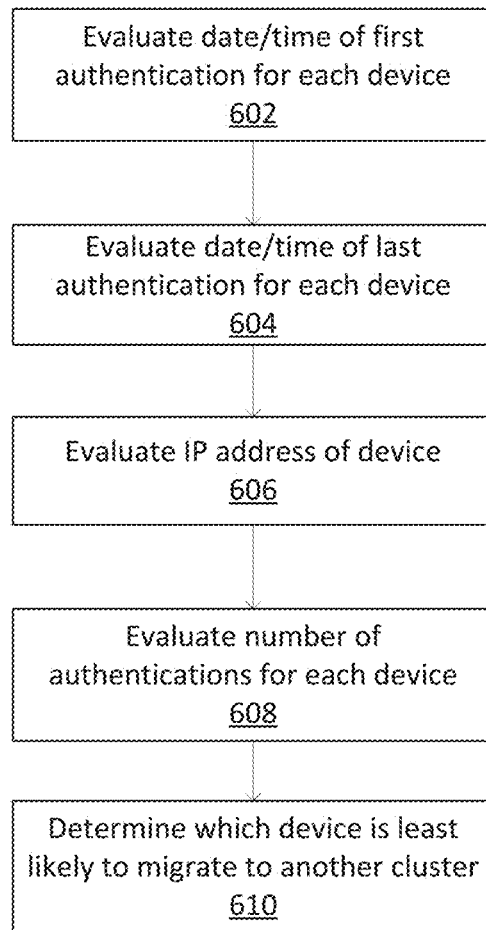 Evaluate date/time of first
authentication for each device
602
Evaluate date/time of last
authentication for each device
604
Evaluate IP address of device
606
Evaluate number of
authentications for each device
608
Determine which device is least
likely to migrate to another cluster
610